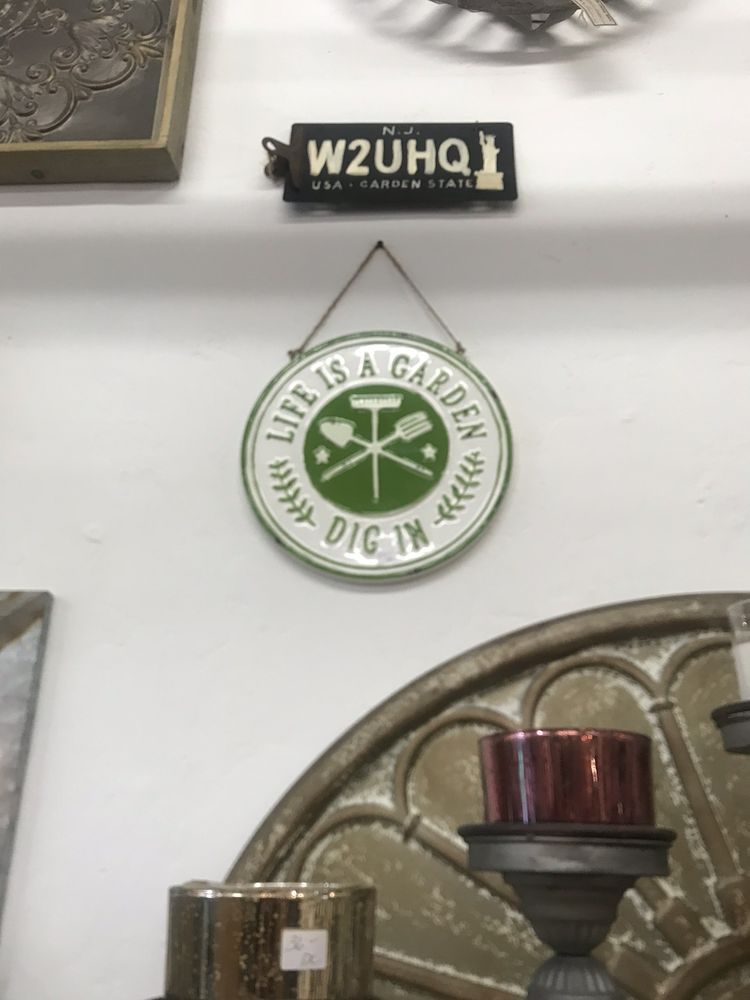 N.J.
W2UHQ
USA · GARDEN STATE
LIFE IS A GARDEN
DIG IN